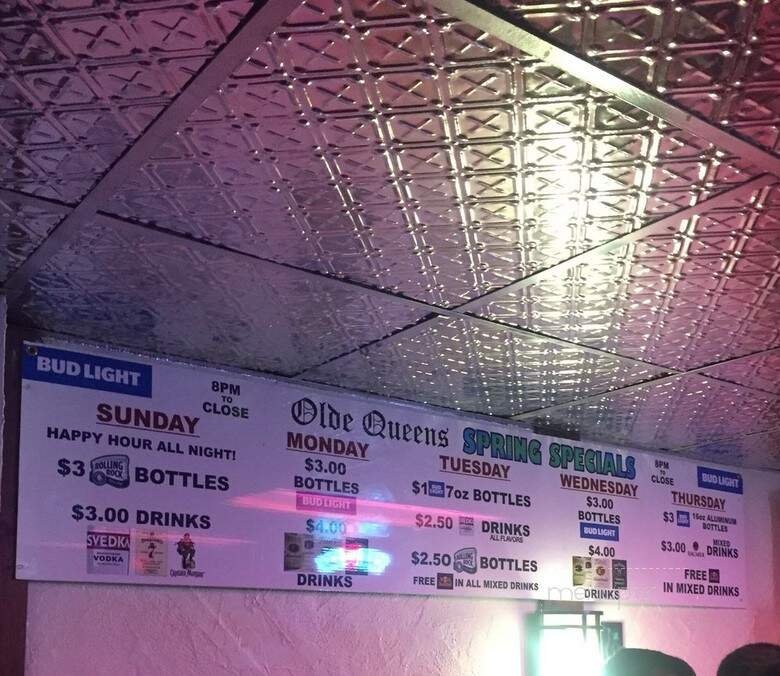 BUD LIGHT
8PM
TO
CLOSE
Olde Queens SPRING SPECIALS
8PM
TO
CLOSE
BUD LIGHT
SUNDAY
HAPPY HOUR ALL NIGHT!
$3 ROLLING ROCK BOTTLES
$3.00 DRINKS
SVEDKA
VODKA
Captain Morgan
MONDAY
$3.00
BOTTLES
BUD LIGHT
$4.00
DRINKS
TUESDAY
$1 7oz BOTTLES
$2.50 DRINKS
ALL FLAVORS
$2.50 ROLLING ROCK BOTTLES
FREE IN ALL MIXED DRINKS
WEDNESDAY
$3.00
BOTTLES
BUD LIGHT
$4.00
DRINKS
THURSDAY
$3 16oz ALUMINUM
BOTTLES
$3.00 MIXED
DRINKS
FREE
IN MIXED DRINKS